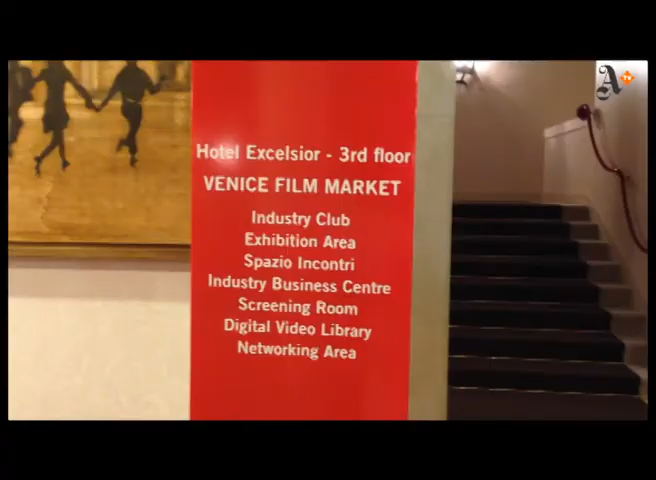 Hotel Excelsior - 3rd floor
VENICE FILM MARKET
Industry Club
Exhibition Area
Spazio Incontri
Industry Business Centre
Screening Room
Digital Video Library
Networking Area
A TV